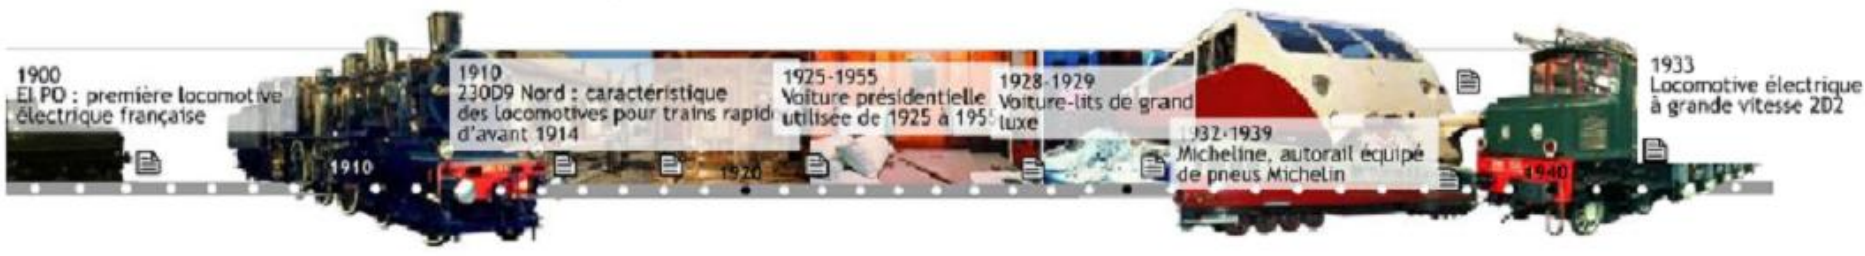 1900
El PO : première locomotive
électrique française
1910
1910
230D9 Nord : caractéristique
des locomotives pour trains rapid
d'avant 1914
1920
1925-1955
Voiture présidentielle
utilisée de 1925 à 195
1928-1929
Voiture-lits de grand
luxe
1932-1939
Micheline, autorail équipé
de pneus Michelin
1940
1933
Locomotive électrique
à grande vitesse 2D2